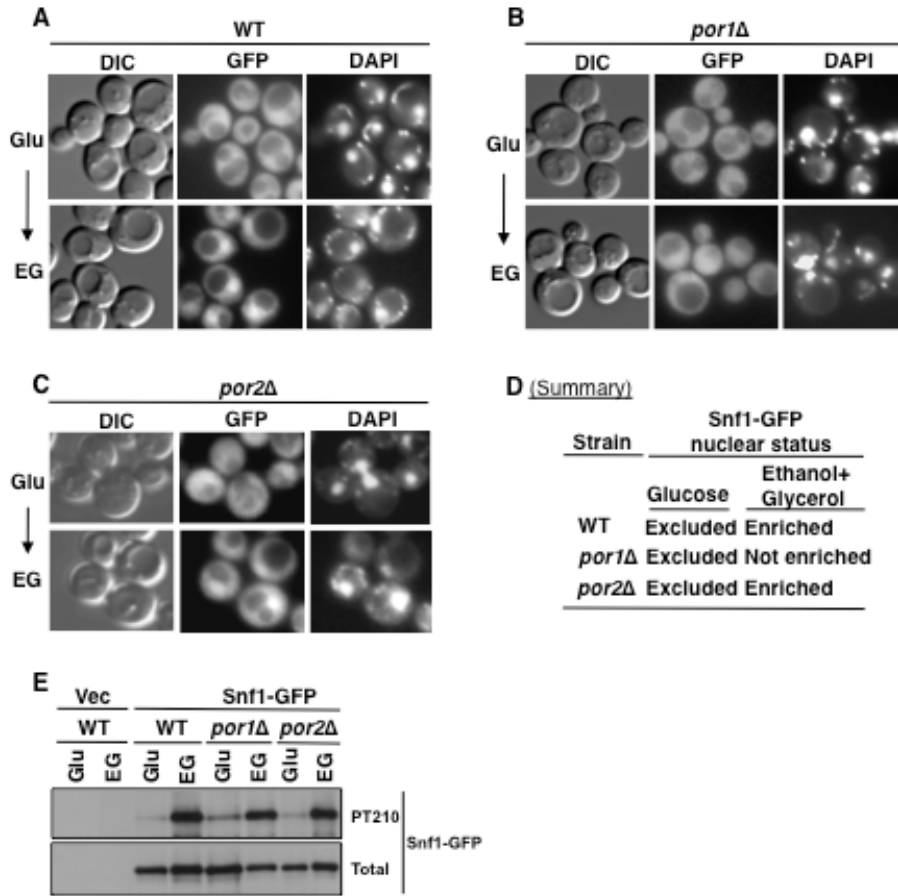 A
WT
DIC GFP DAPI
Glu
EG
B
por1Δ
DIC GFP DAPI
Glu
EG
C
por2Δ
DIC GFP DAPI
Glu
EG
D (Summary)
Snf1-GFP
Strain nuclear status
Ethanol+
Glucose Glycerol
WT Excluded Enriched
por1Δ Excluded Not enriched
por2Δ Excluded Enriched
E
Vec Snf1-GFP
WT WT por1Δ por2Δ
Glu EG Glu EG Glu EG Glu EG
PT210
Snf1-GFP
Total